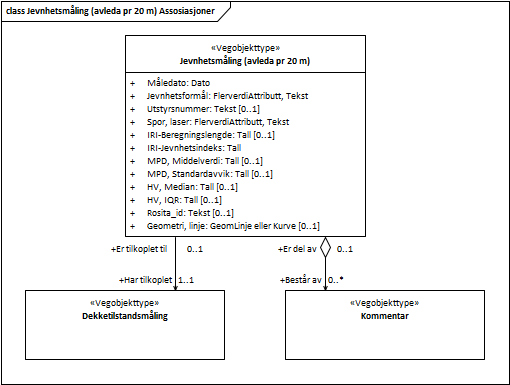 class Jevnhetsmåling (avleda pr 20 m) Assosiasjoner
«Vegobjekttype»
Jevnhetsmåling (avleda pr 20 m)
+ Måledato: Dato
+ Jevnhetsformål: FlerverdiAttributt, Tekst
+ Utstyrsnummer: Tekst [0..1]
+ Spor, laser: FlerverdiAttributt, Tekst
+ IRI-Beregningslengde: Tall [0..1]
+ IRI-Jevnhetsindeks: Tall
+ MPD, Middelverdi: Tall [0..1]
+ MPD, Standardavvik: Tall [0..1]
+ HV, Median: Tall [0..1]
+ HV, IQR: Tall [0..1]
+ Rosita_id: Tekst [0..1]
+ Geometri, linje: GeomLinje eller Kurve [0..1]
+Er tilkoplet til 0..1
+Er del av 0..1
+Har tilkoplet 1..1
+Består av 0..*
«Vegobjekttype»
Dekketilstandsmåling
«Vegobjekttype»
Kommentar